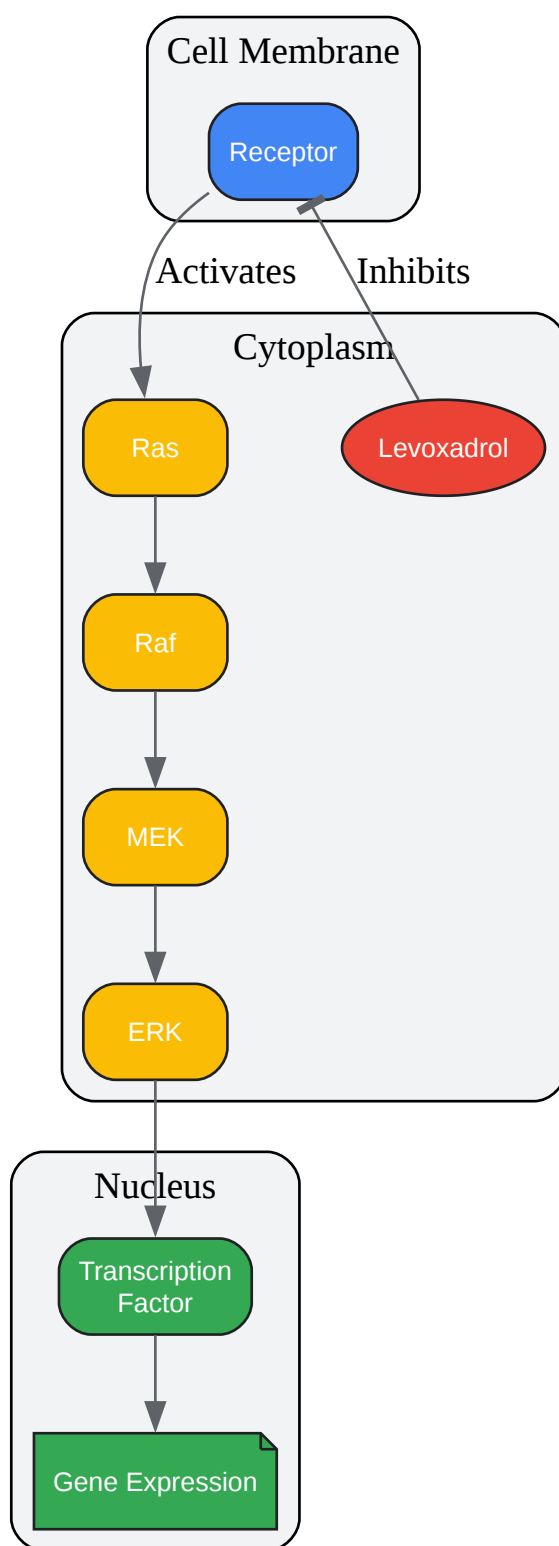 Cell Membrane
Receptor
Activates
Inhibits
Cytoplasm
Ras
Levoxadrol
Raf
MEK
ERK
Nucleus
Transcription
Factor
Gene Expression